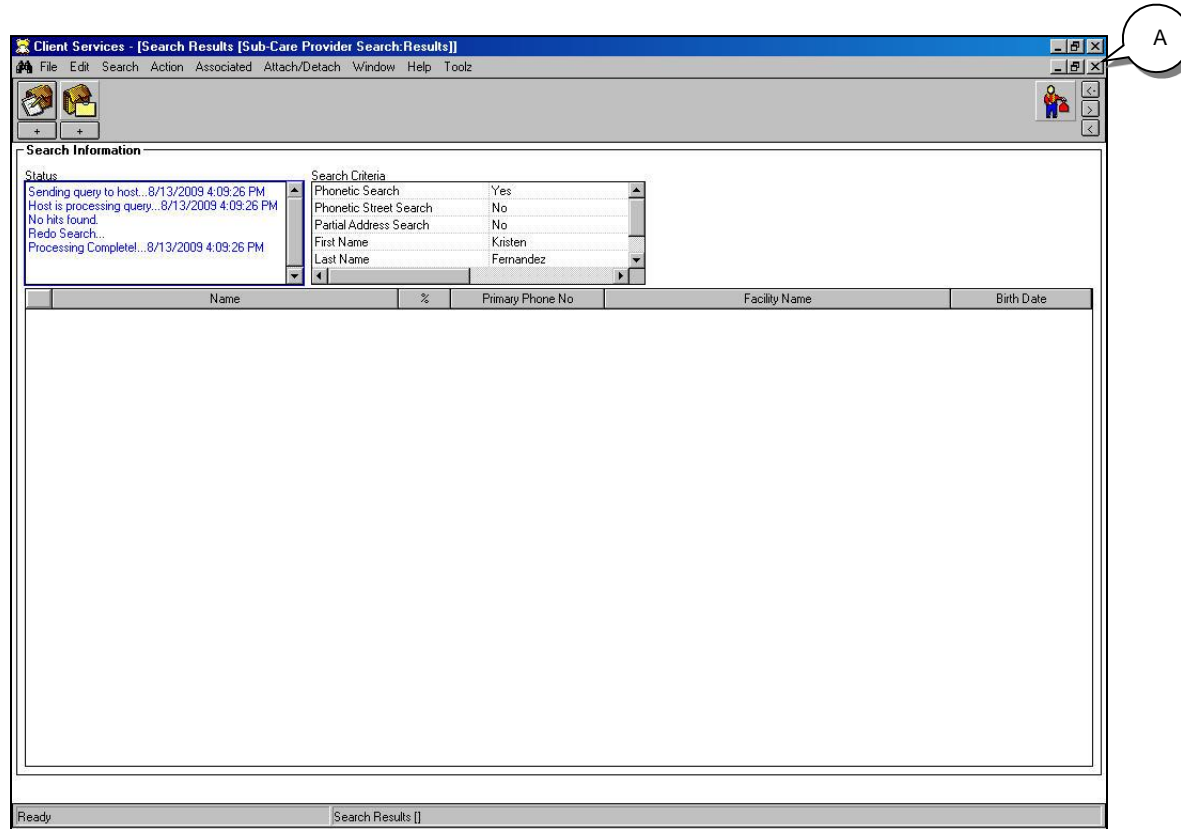 A
Client Services - [Search Results [Sub-Care Provider Search:Results]]
File Edit Search Action Associated Attach/Detach Window Help Toolz
+ +
Search Information
Status
Sending query to host...8/13/2009 4:09:26 PM
Host is processing query...8/13/2009 4:09:26 PM
No hits found.
Redo Search...
Processing Complete!...8/13/2009 4:09:26 PM
Search Criteria
Phonetic Search Yes
Phonetic Street Search No
Partial Address Search No
First Name Kristen
Last Name Fernandez
Name % Primary Phone No Facility Name Birth Date
Ready Search Results []